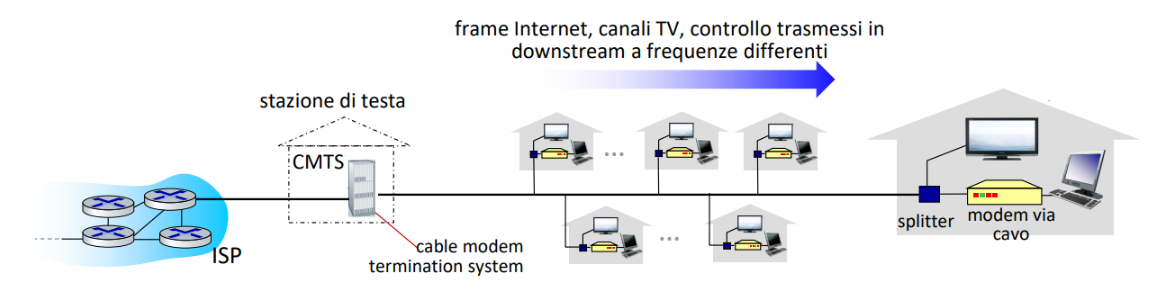 frame Internet, canali TV, controllo trasmessi in
downstream a frequenze differenti
stazione di testa
CMTS
ISP
cable modem
termination system
...
...
splitter
modem via
cavo